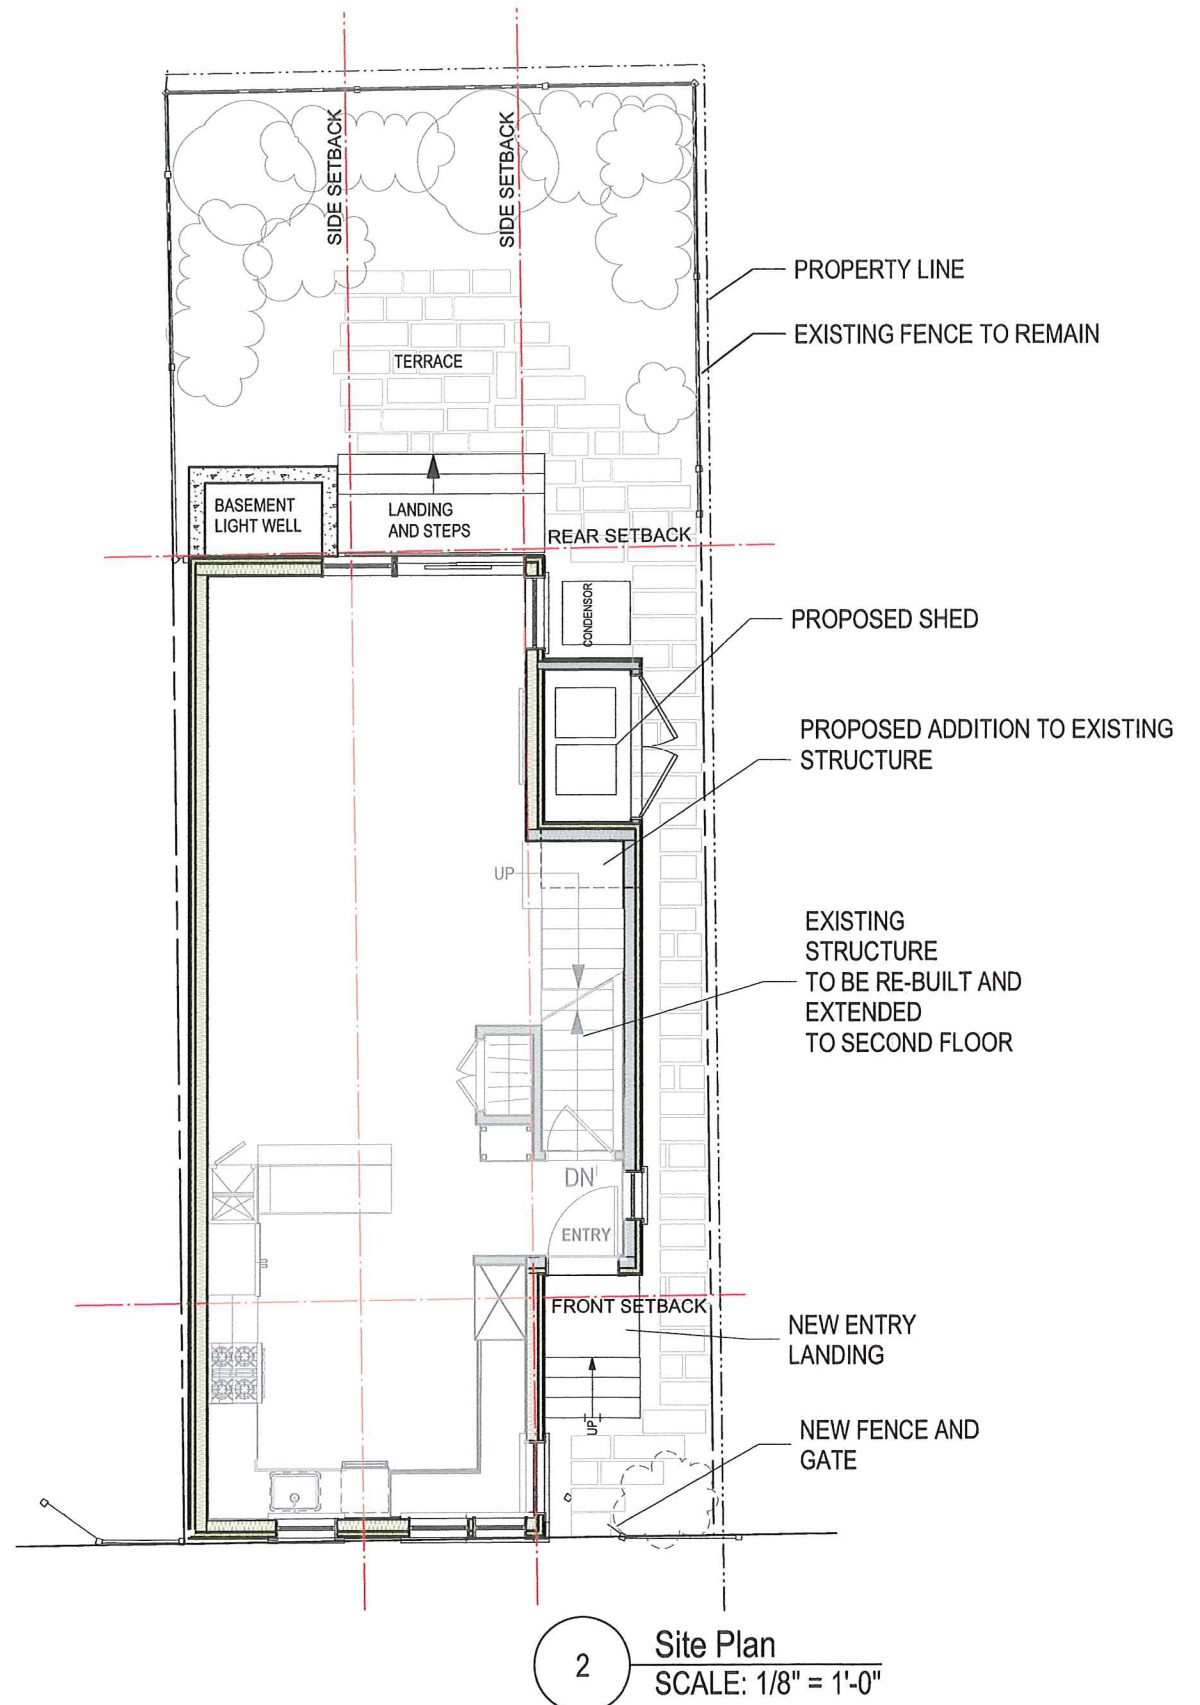 SIDE SETBACK
SIDE SETBACK
PROPERTY LINE
EXISTING FENCE TO REMAIN
TERRACE
BASEMENT
LIGHT WELL
LANDING
AND STEPS
REAR SETBACK
CONDENSOR
PROPOSED SHED
PROPOSED ADDITION TO EXISTING
STRUCTURE
UP
EXISTING
STRUCTURE
TO BE RE-BUILT AND
EXTENDED
TO SECOND FLOOR
DN
ENTRY
FRONT SETBACK
NEW ENTRY
LANDING
UP
NEW FENCE AND
GATE
2
Site Plan
SCALE: 1/8" = 1'-0"